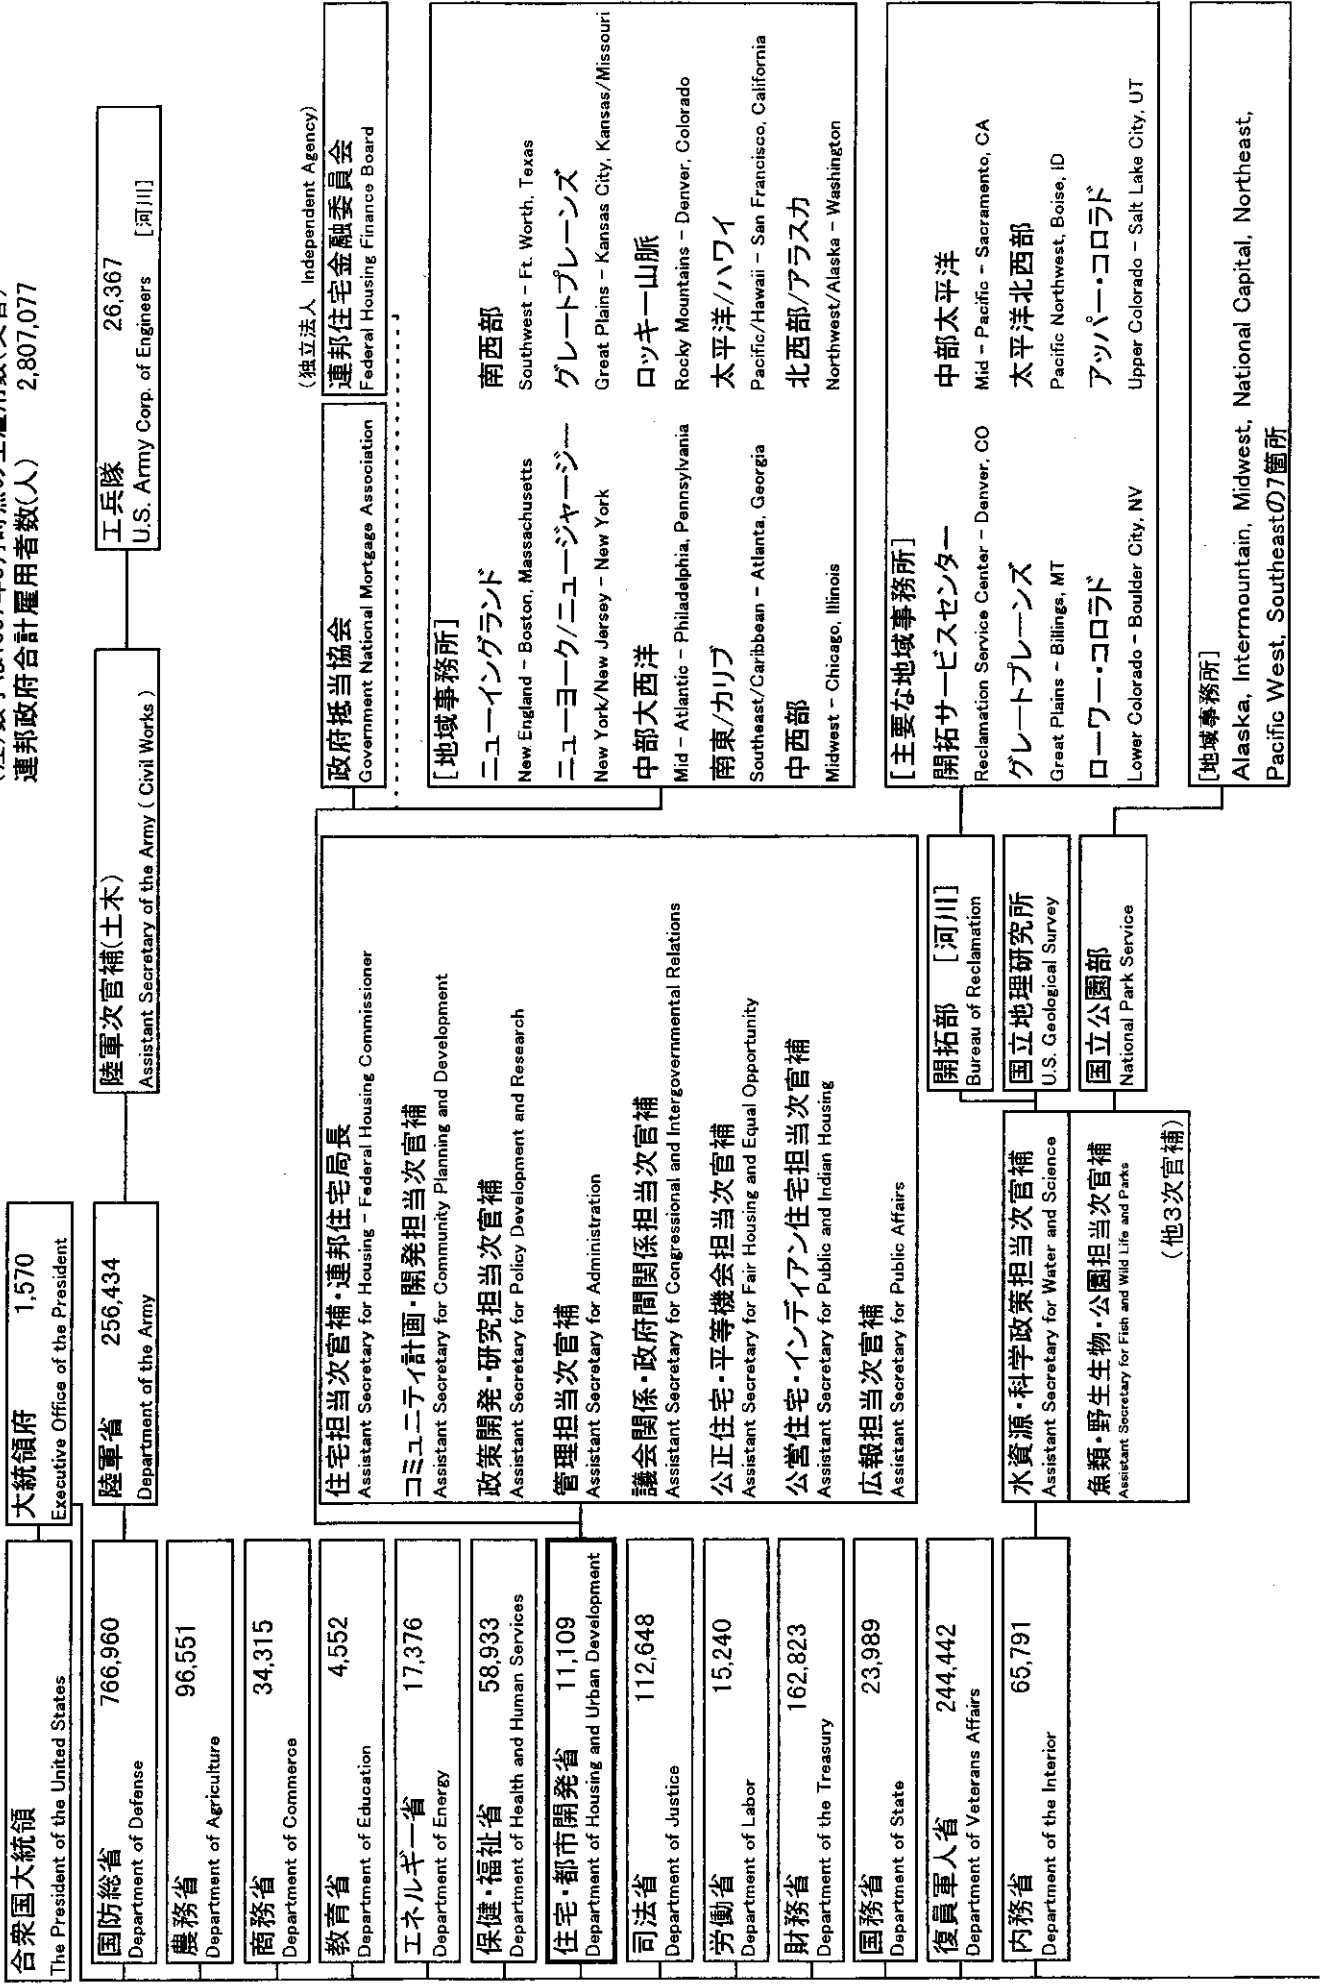 連邦政府合計雇用者数(人) 2,807,077
合衆国大統領
The President of the United States
大統領府 1,570
Executive Office of the President
国防総省 766,960
Department of Defense
陸軍省 256,434
Department of the Army
陸軍次官補(土木)
Assistant Secretary of the Army ( Civil Works )
工兵隊 26,367
U.S. Army Corp. of Engineers [河川]
農務省 96,551
Department of Agriculture
商務省 34,315
Department of Commerce
教育省 4,552
Department of Education
エネルギー省 17,376
Department of Energy
保健・福祉省 58,933
Department of Health and Human Services
住宅・都市開発省 11,109
Department of Housing and Urban Development
司法省 112,648
Department of Justice
労働省 15,240
Department of Labor
財務省 162,823
Department of the Treasury
国務省 23,989
Department of State
復員軍人省 244,442
Department of Veterans Affairs
内務省 65,791
Department of the Interior
住宅担当次官補・連邦住宅局長
Assistant Secretary for Housing - Federal Housing Commissioner
コミュニティ計画・開発担当次官補
Assistant Secretary for Community Planning and Development
政策開発・研究担当次官補
Assistant Secretary for Policy Development and Research
管理担当次官補
Assistant Secretary for Administration
議会関係・政府間関係担当次官補
Assistant Secretary for Congressional and Intergovernmental Relations
公正住宅・平等機会担当次官補
Assistant Secretary for Fair Housing and Equal Opportunity
公営住宅・インディアン住宅担当次官補
Assistant Secretary for Public and Indian Housing
広報担当次官補
Assistant Secretary for Public Affairs
水資源・科学政策担当次官補
Assistant Secretary for Water and Science
魚類・野生生物・公園担当次官補
Assistant Secretary for Fish and Wild Life and Parks
(他3次官補)
開拓部 [河川]
Bureau of Reclamation
国立地理研究所
U.S. Geological Survey
国立公園部
National Park Service
政府抵当協会
Government National Mortgage Association
(独立法人 Independent Agency)
連邦住宅金融委員会
Federal Housing Finance Board
[地域事務所]
ニューイングランド
New England - Boston, Massachusetts
ニューヨーク/ニュージャージー
New York/New Jersey - New York
中部大西洋
Mid - Atlantic - Philadelphia, Pennsylvania
南東/カリブ
Southeast/Caribbean - Atlanta, Georgia
中西部
Midwest - Chicago, Illinois
南西部
Southwest - Ft. Worth, Texas
グレートプレーンズ
Great Plains - Kansas City, Kansas/Missouri
ロッキー山脈
Rocky Mountains - Denver, Colorado
太平洋/ハワイ
Pacific/Hawaii - San Francisco, California
北西部/アラスカ
Northwest/Alaska - Washington
[主要な地域事務所]
開拓サービスセンター
Reclamation Service Center - Denver, CO
グレートプレーンズ
Great Plains - Billings, MT
ローワー・コロラド
Lower Colorado - Boulder City, NV
中部太平洋
Mid - Pacific - Sacramento, CA
太平洋北西部
Pacific Northwest, Boise, ID
アッパー・コロラド
Upper Colorado - Salt Lake City, UT
[地域事務所]
Alaska, Intermountain, Midwest, National Capital, Northeast,
Pacific West, Southeastの7箇所